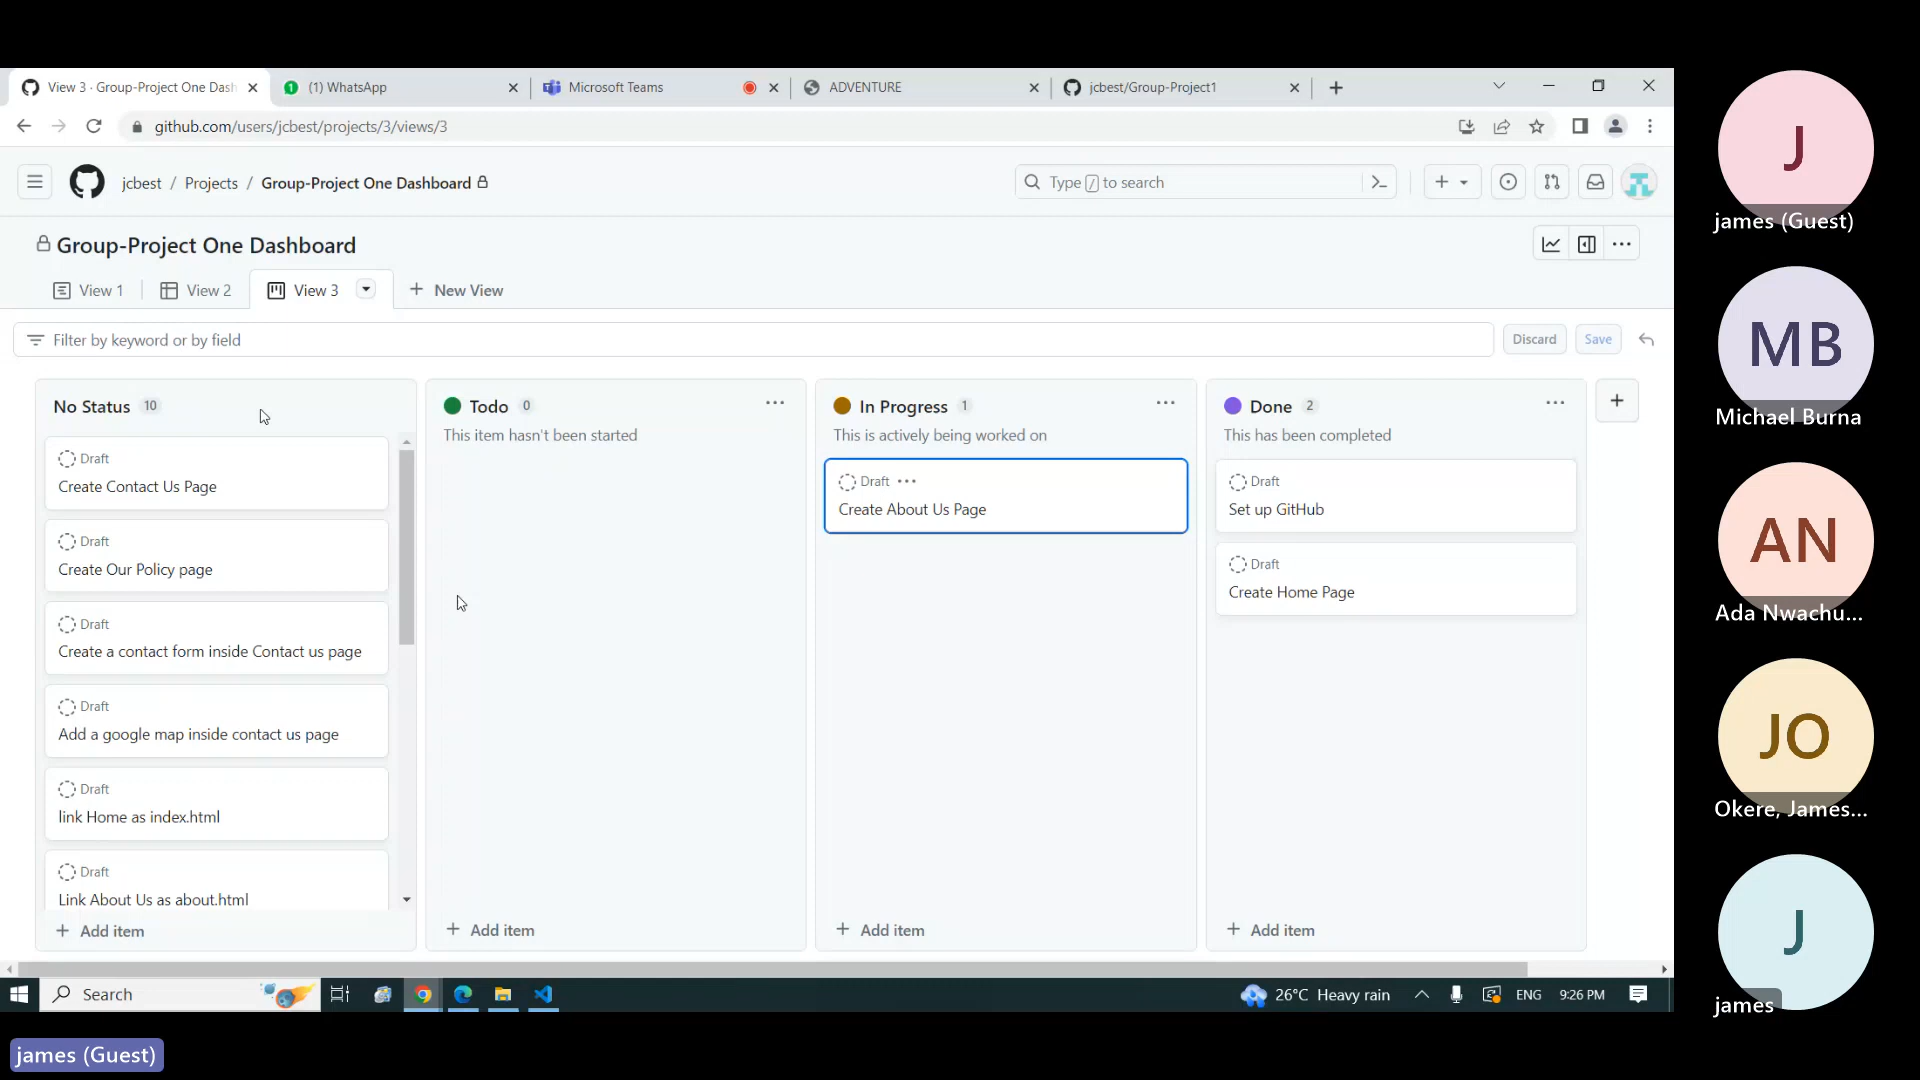 View 3 · Group-Project One Dash
(1) WhatsApp
Microsoft Teams
ADVENTURE
jcbest/Group-Project1
github.com/users/jcbest/projects/3/views/3
jcbest / Projects / Group-Project One Dashboard
Type / to search
Group-Project One Dashboard
View 1
View 2
View 3
New View
Filter by keyword or by field
Discard
Save
No Status 10
Draft
Create Contact Us Page
Draft
Create Our Policy page
Draft
Create a contact form inside Contact us page
Draft
Add a google map inside contact us page
Draft
link Home as index.html
Draft
Link About Us as about.html
+ Add item
Todo 0
This item hasn't been started
+ Add item
In Progress 1
This is actively being worked on
Draft
Create About Us Page
+ Add item
Done 2
This has been completed
Draft
Set up GitHub
Draft
Create Home Page
+ Add item
Search
26°C Heavy rain
ENG
9:26 PM
J
james (Guest)
MB
Michael Burna
AN
Ada Nwachu...
JO
Okere, James...
J
james
james (Guest)